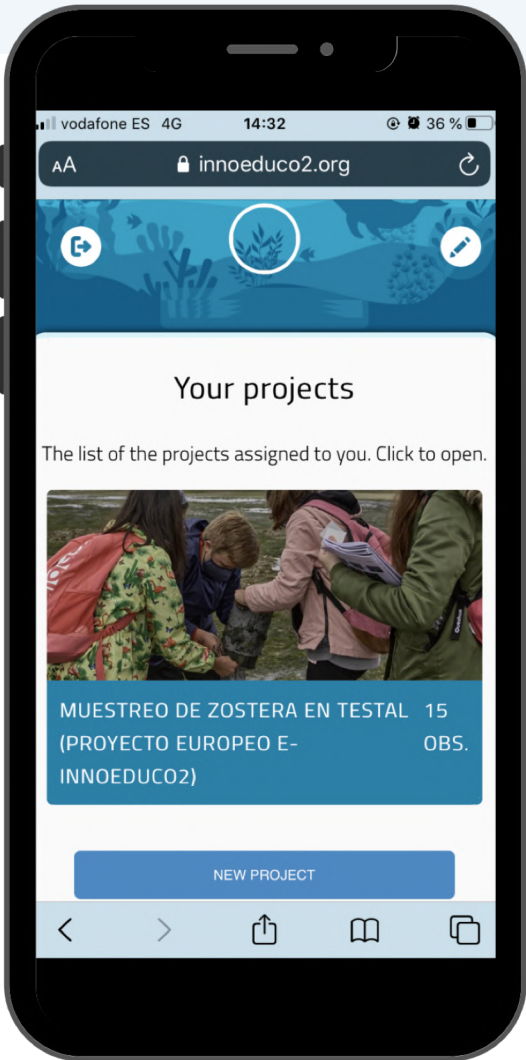 vodafone ES 4G 14:32 36 %
AA innoeduco2.org
Your projects
The list of the projects assigned to you. Click to open.
MUESTREO DE ZOSTERA EN TESTAL 15
(PROYECTO EUROPEO E- OBS.
INNOEDUCO2)
NEW PROJECT